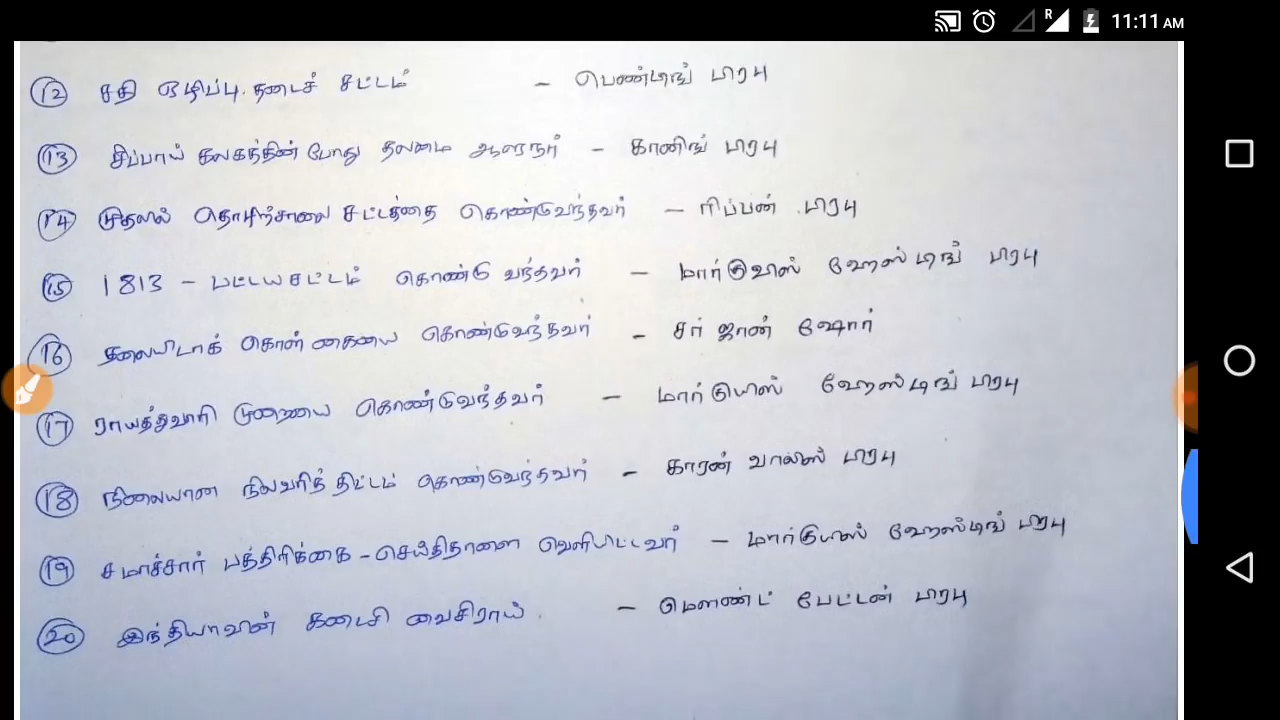 11:11 AM
R
12 சதி ஒழிப்பு தடைச் சட்டம் - பெண்டிங் பிரபு
13 சிப்பாய் கலகத்தின் போது தலமை ஆளுநர் - கானிங் பிரபு
14 முதலில் தொழிற்சாலை சட்டத்தை கொண்டுவந்தவர் - ரிப்பன் பிரபு
15 1813 - பட்டய சட்டம் கொண்டு வந்தவர் - மார்குவிஸ் ஹேஸ்டிங் பிரபு
16 தலையிடாக் கொள்கையை கொண்டுவந்தவர் - சர் ஜான் ஷோர்
17 ராயத்துவாரி முறையை கொண்டுவந்தவர் - மார்குயிஸ் ஹேஸ்டிங் பிரபு
18 நிலையான நிலவரித் திட்டம் கொண்டுவந்தவர் - காரன் வாலிஸ் பிரபு
19 சமாச்சார் பத்திரிக்கை - செய்திதாளை வெளியிட்டவர் - மார்குயிஸ் ஹேஸ்டிங் பிரபு
20 இந்தியாவின் கடைசி வைசிராய் - மௌண்ட் பேட்டன் பிரபு